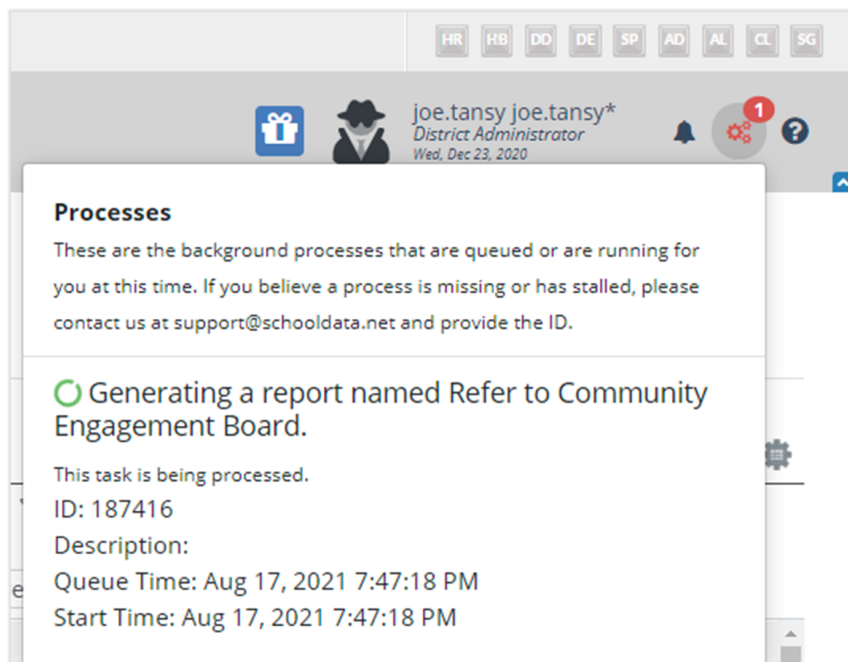 HR HB DD DE SP AD AL CL SG
joe.tansy joe.tansy*
District Administrator
Wed, Dec 23, 2020
1
?
Processes
These are the background processes that are queued or are running for
you at this time. If you believe a process is missing or has stalled, please
contact us at support@schooldata.net and provide the ID.
Generating a report named Refer to Community
Engagement Board.
This task is being processed.
ID: 187416
Description:
Queue Time: Aug 17, 2021 7:47:18 PM
Start Time: Aug 17, 2021 7:47:18 PM
e